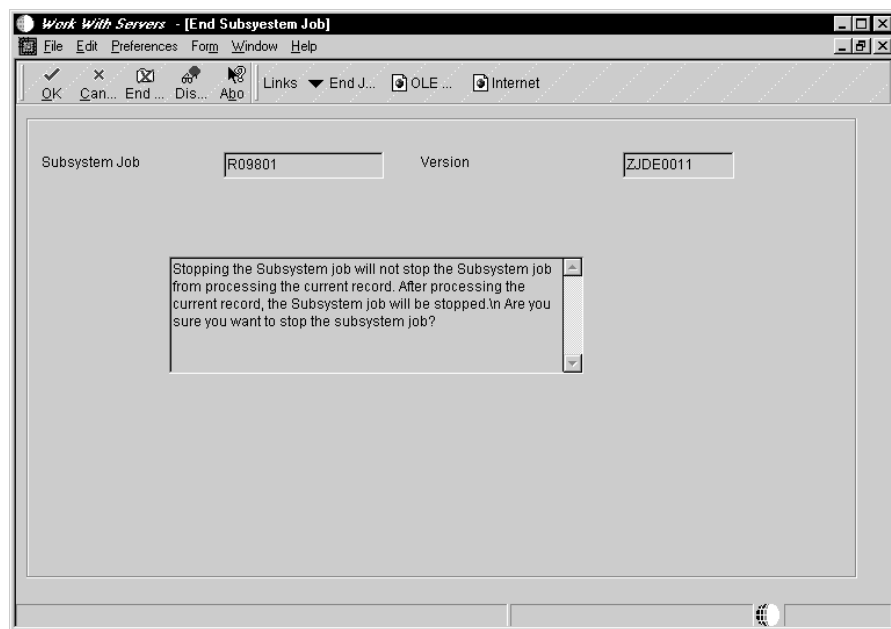 Work With Servers - [End Subsyestem Job]
File Edit Preferences Form Window Help
OK Can... End ... Dis... Abo Links End J... OLE ... Internet
Subsystem Job R09801 Version ZJDE0011
Stopping the Subsystem job will not stop the Subsystem job
from processing the current record. After processing the
current record, the Subsystem job will be stopped.\n Are you
sure you want to stop the subsystem job?